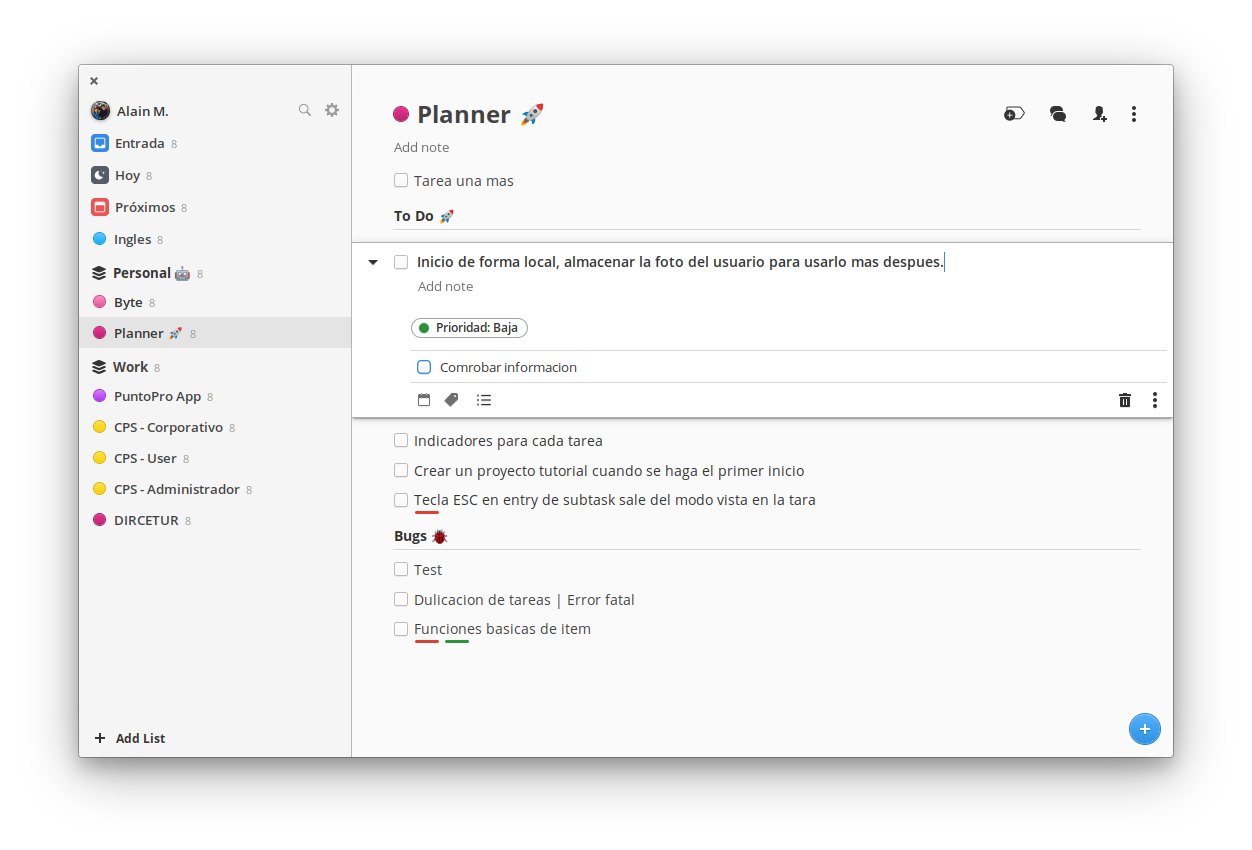 Alain M.
Entrada 8
Hoy 8
Próximos 8
Ingles 8
Personal 🤖 8
Byte 8
Planner 🚀 8
Work 8
PuntoPro App 8
CPS - Corporativo 8
CPS - User 8
CPS - Administrador 8
DIRCETUR 8
Add List
Planner 🚀
Add note
Tarea una mas
To Do 🚀
Inicio de forma local, almacenar la foto del usuario para usarlo mas despues.
Add note
Prioridad: Baja
Comrobar informacion
Indicadores para cada tarea
Crear un proyecto tutorial cuando se haga el primer inicio
Tecla ESC en entry de subtask sale del modo vista en la tara
Bugs 🐞
Test
Dulicacion de tareas | Error fatal
Funciones basicas de item